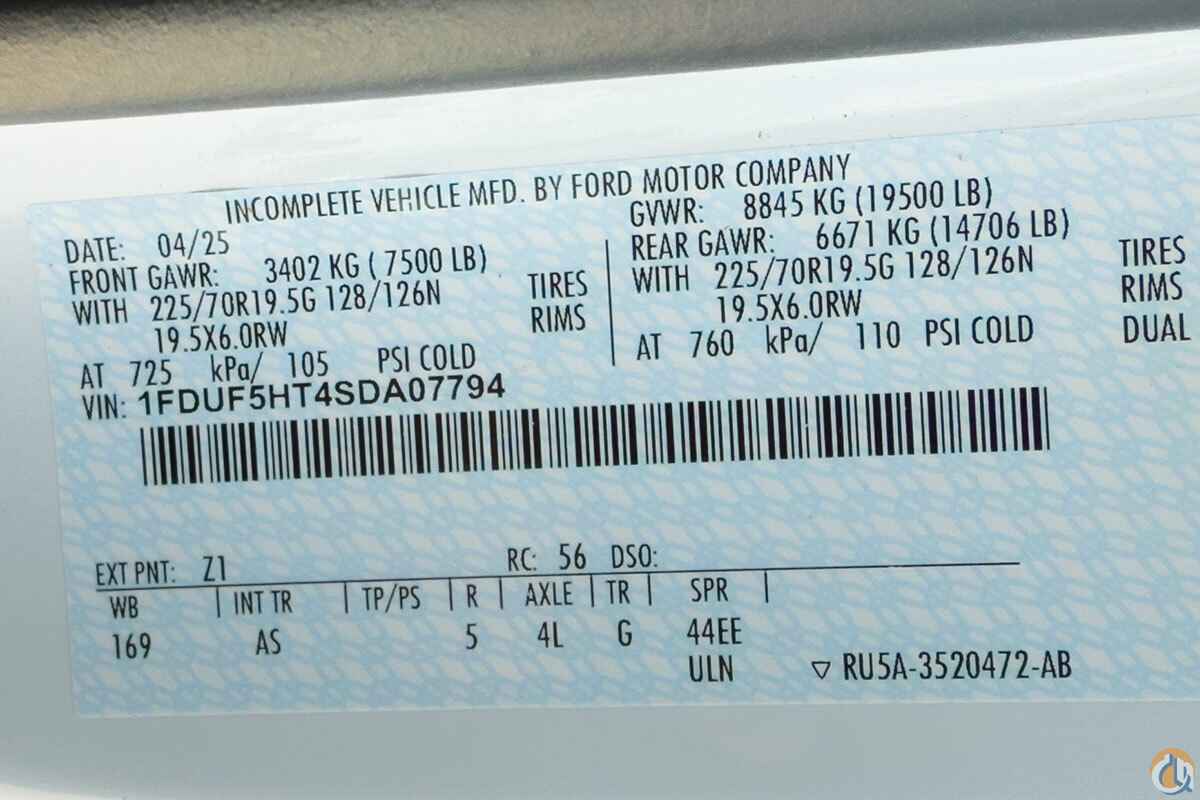 INCOMPLETE VEHICLE MFD. BY FORD MOTOR COMPANY
DATE: 04/25 GVWR: 8845 KG (19500 LB)
FRONT GAWR: 3402 KG ( 7500 LB) REAR GAWR: 6671 KG (14706 LB)
WITH 225/70R19.5G 128/126N TIRES WITH 225/70R19.5G 128/126N TIRES
19.5X6.0RW RIMS 19.5X6.0RW RIMS
AT 725 kPa/ 105 PSI COLD AT 760 kPa/ 110 PSI COLD DUAL
VIN: 1FDUF5HT4SDA07794
EXT PNT: Z1 RC: 56 DSO:
WB | INT TR | TP/PS | R | AXLE | TR | SPR |
169 AS 5 4L G 44EE
ULN ▽ RU5A-3520472-AB